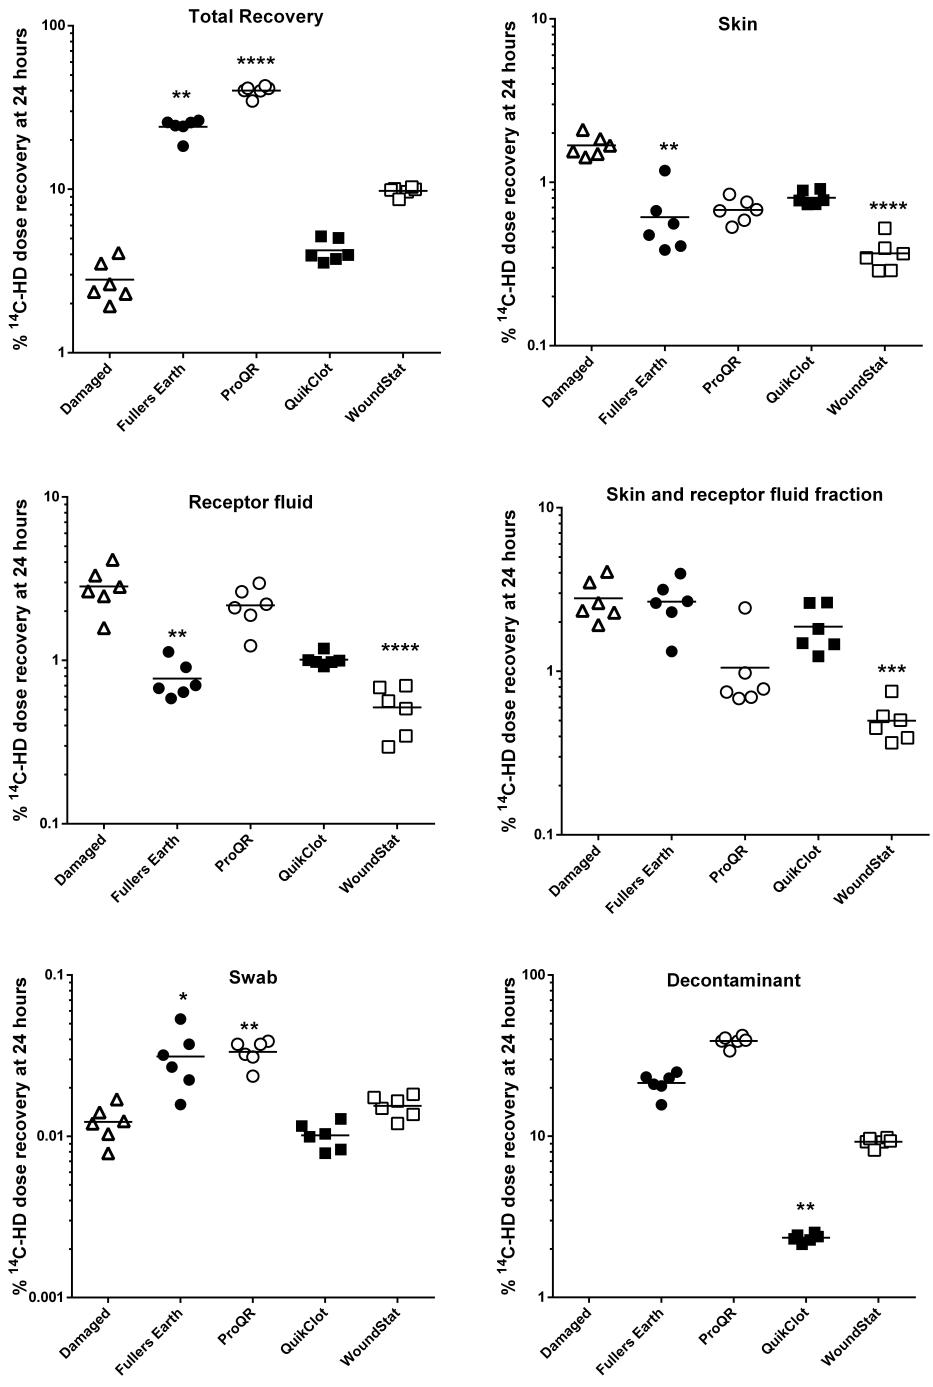 Total Recovery
% ¹⁴C-HD dose recovery at 24 hours
100
10
1
**
****
Damaged
Fullers Earth
ProQR
QuikClot
WoundStat
Skin
% ¹⁴C-HD dose recovery at 24 hours
10
1
0.1
**
****
Damaged
Fullers Earth
ProQR
QuikClot
WoundStat
Receptor fluid
% ¹⁴C-HD dose recovery at 24 hours
10
1
0.1
**
****
Damaged
Fullers Earth
ProQR
QuikClot
WoundStat
Skin and receptor fluid fraction
% ¹⁴C-HD dose recovery at 24 hours
10
1
0.1
***
Damaged
Fullers Earth
ProQR
QuikClot
WoundStat
Swab
% ¹⁴C-HD dose recovery at 24 hours
0.1
0.01
0.001
*
**
Damaged
Fullers Earth
ProQR
QuikClot
WoundStat
Decontaminant
% ¹⁴C-HD dose recovery at 24 hours
100
10
1
**
Damaged
Fullers Earth
ProQR
QuikClot
WoundStat